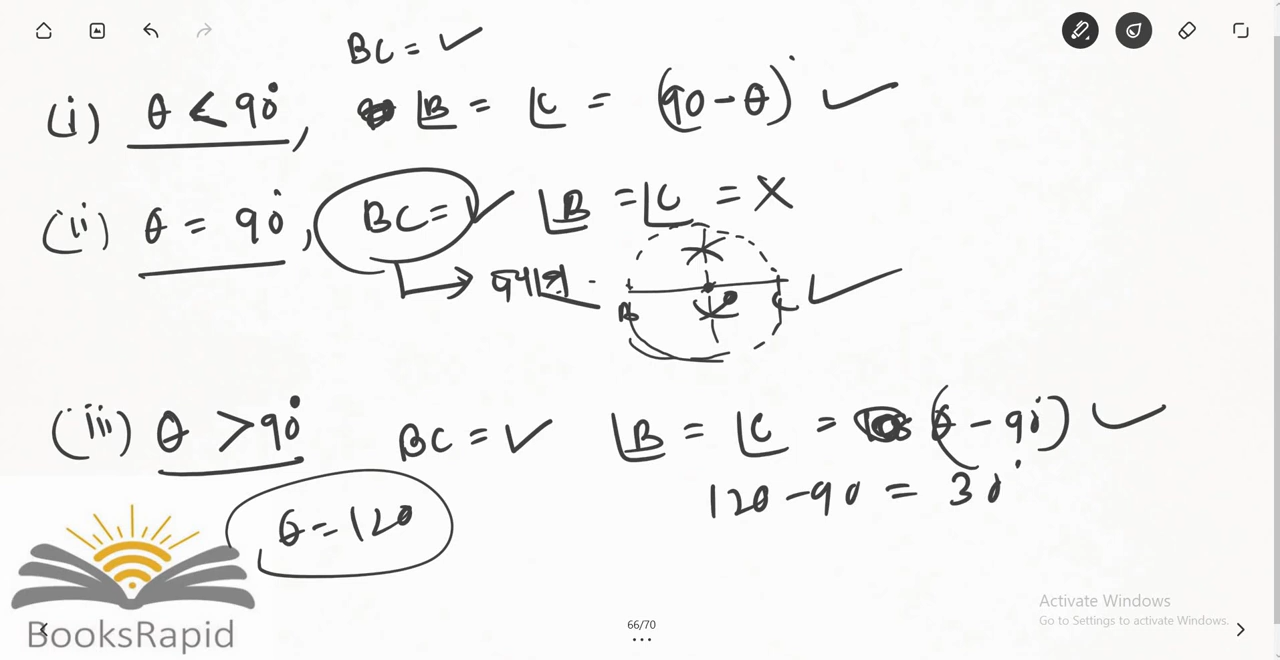 BC = ✓
(i) θ < 90°, ∠B = ∠C = (90 - θ)° ✓
(ii) θ = 90°, BC = ✓ ∠B = ∠C = ×
B C ✓
(iii) θ > 90° BC = ✓ ∠B = ∠C = (θ - 90°) ✓
θ = 120
120 - 90 = 30°
BooksRapid
66/70
Activate Windows
Go to Settings to activate Windows.